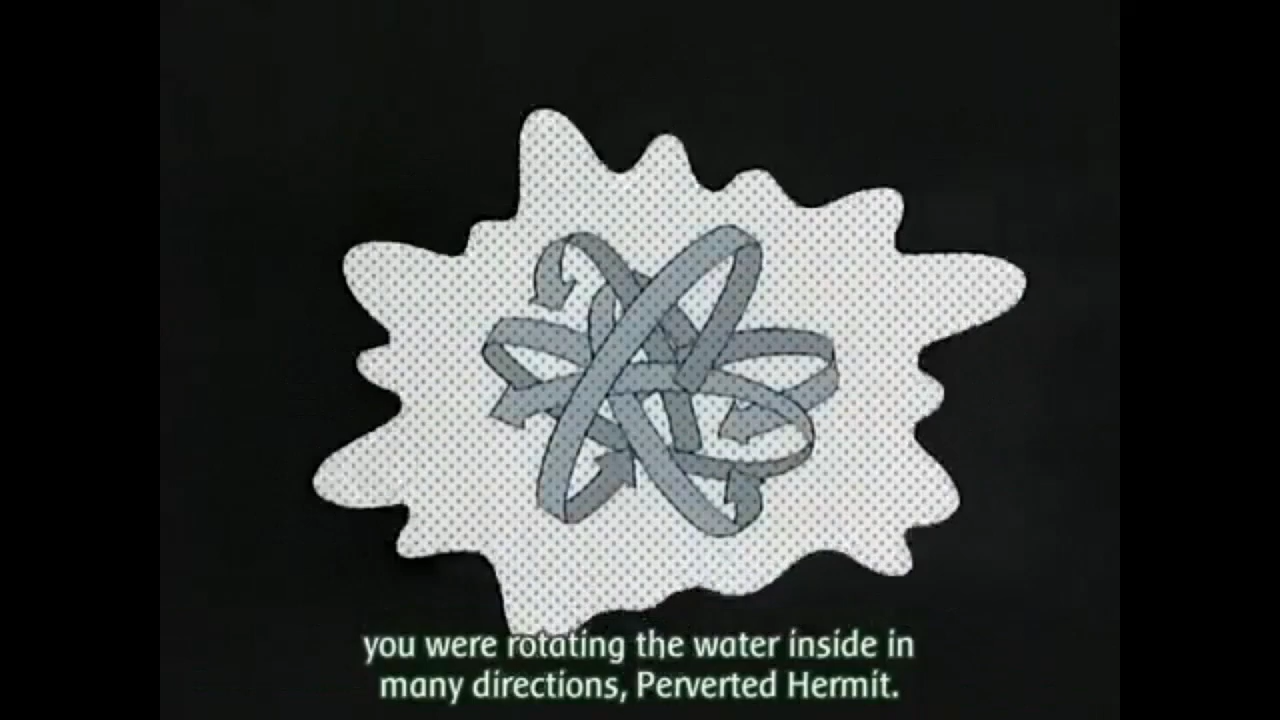 you were rotating the water inside in
many directions, Perverted Hermit.